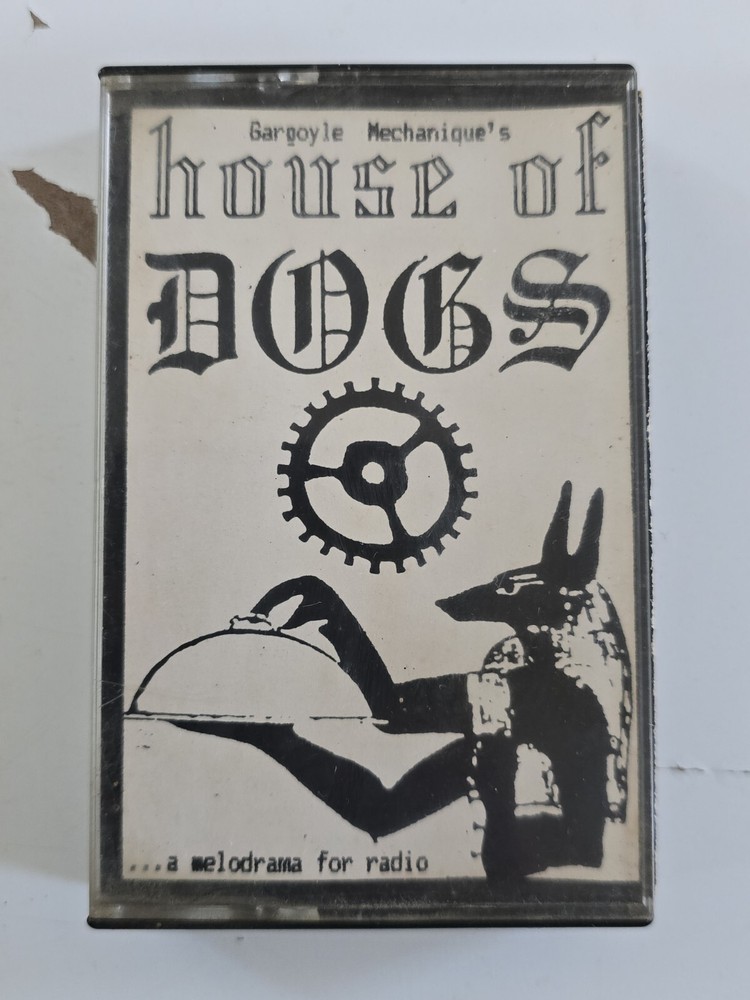 Gargoyle Mechanique's
house of
DOGS
...a melodrama for radio